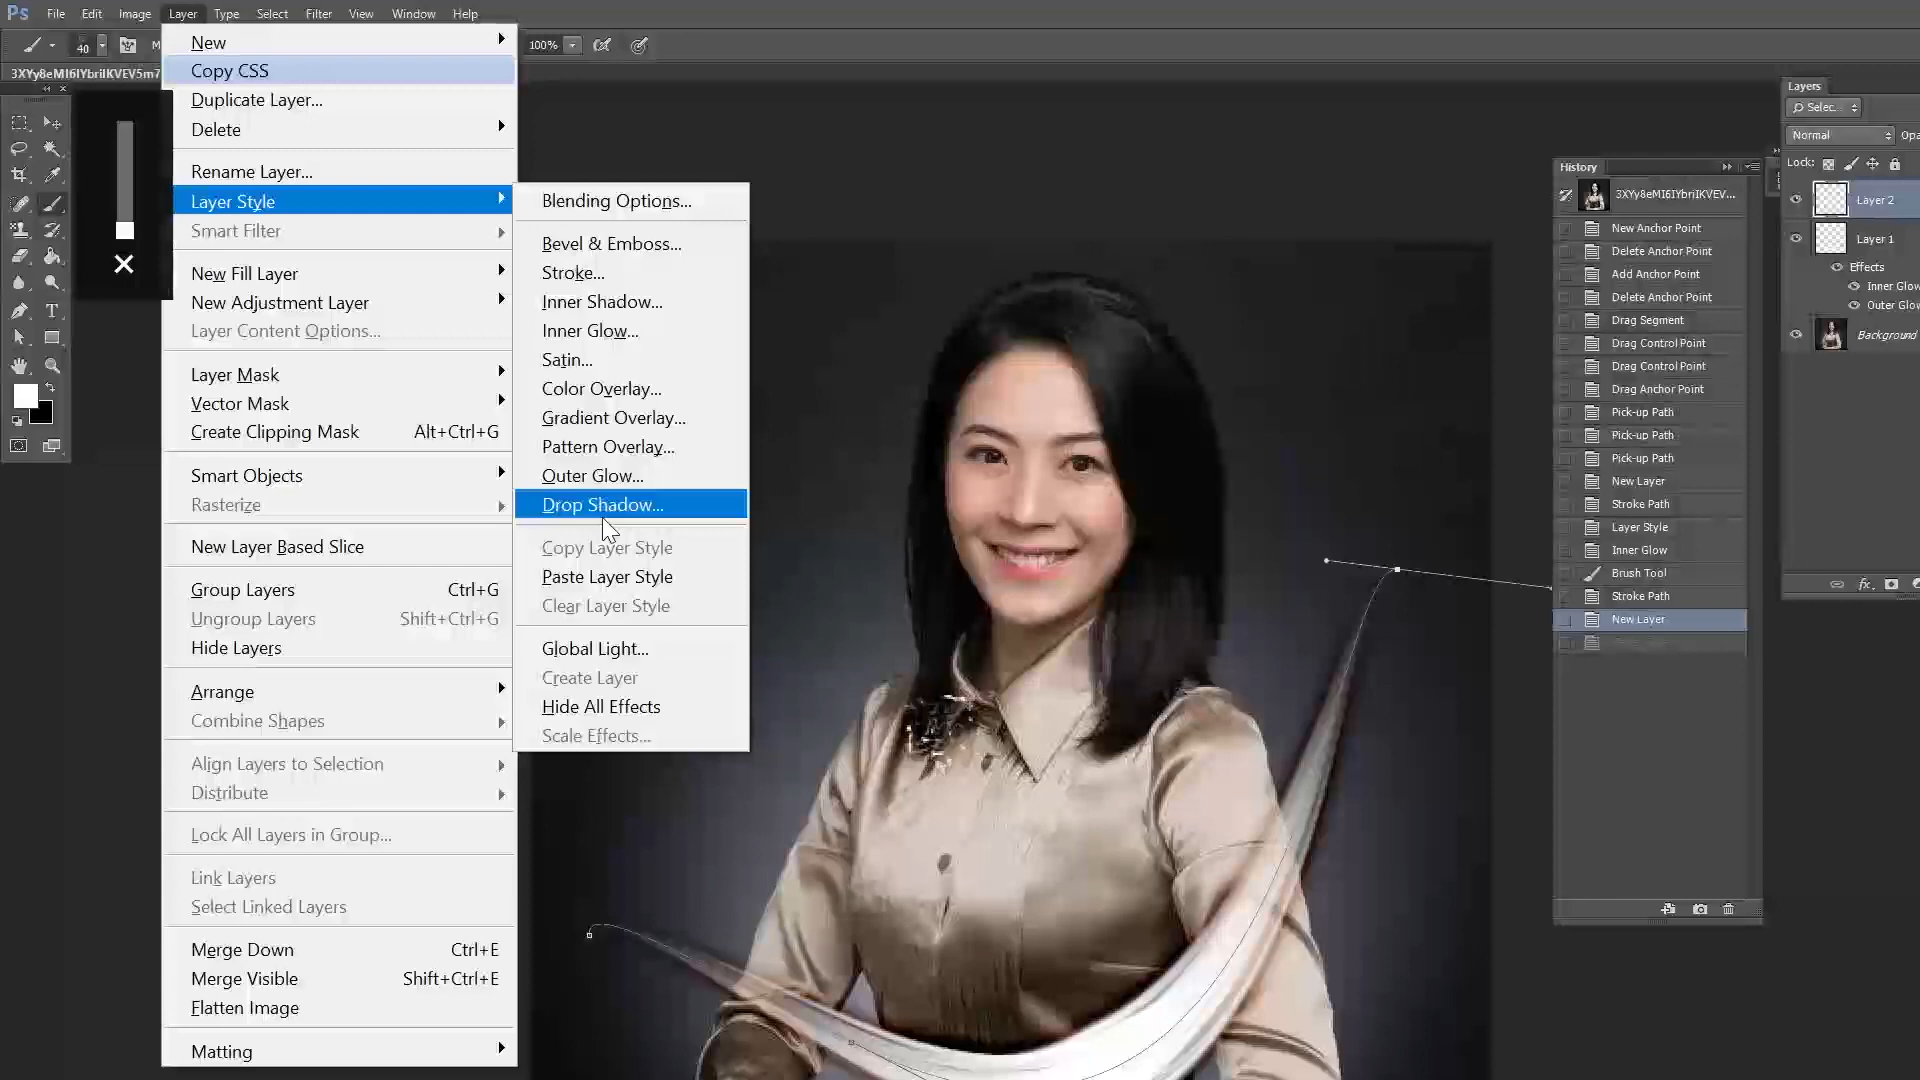 Ps File Edit Image Layer Type Select Filter View Window Help
40 100%
3XYy8eMI6IYbriIKVEV5m7
New
Copy CSS
Duplicate Layer...
Delete
Rename Layer...
Layer Style
Smart Filter
New Fill Layer
New Adjustment Layer
Layer Content Options...
Layer Mask
Vector Mask
Create Clipping Mask Alt+Ctrl+G
Smart Objects
Rasterize
New Layer Based Slice
Group Layers Ctrl+G
Ungroup Layers Shift+Ctrl+G
Hide Layers
Arrange
Combine Shapes
Align Layers to Selection
Distribute
Lock All Layers in Group...
Link Layers
Select Linked Layers
Merge Down Ctrl+E
Merge Visible Shift+Ctrl+E
Flatten Image
Matting
Blending Options...
Bevel & Emboss...
Stroke...
Inner Shadow...
Inner Glow...
Satin...
Color Overlay...
Gradient Overlay...
Pattern Overlay...
Outer Glow...
Drop Shadow...
Copy Layer Style
Paste Layer Style
Clear Layer Style
Global Light...
Create Layer
Hide All Effects
Scale Effects...
History
3XYy8eMI6IYbriIKVEV...
New Anchor Point
Delete Anchor Point
Add Anchor Point
Delete Anchor Point
Drag Segment
Drag Control Point
Drag Control Point
Drag Anchor Point
Pick-up Path
Pick-up Path
Pick-up Path
New Layer
Stroke Path
Layer Style
Inner Glow
Brush Tool
Stroke Path
New Layer
Layers
Selec...
Normal Opa
Lock:
Layer 2
Layer 1
Effects
Inner Glow
Outer Glow
Background
fx